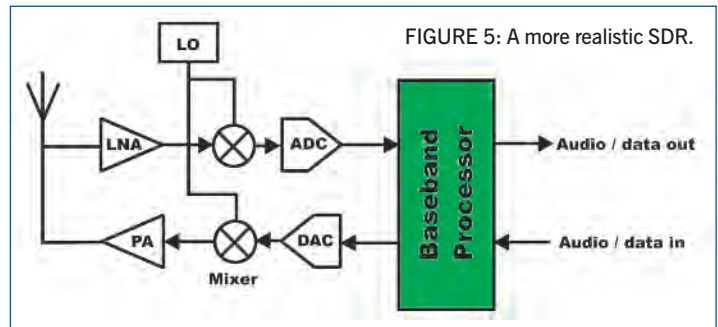 FIGURE 5: A more realistic SDR.
LO
LNA
ADC
Baseband
Processor
Audio / data out
PA
Mixer
DAC
Audio / data in